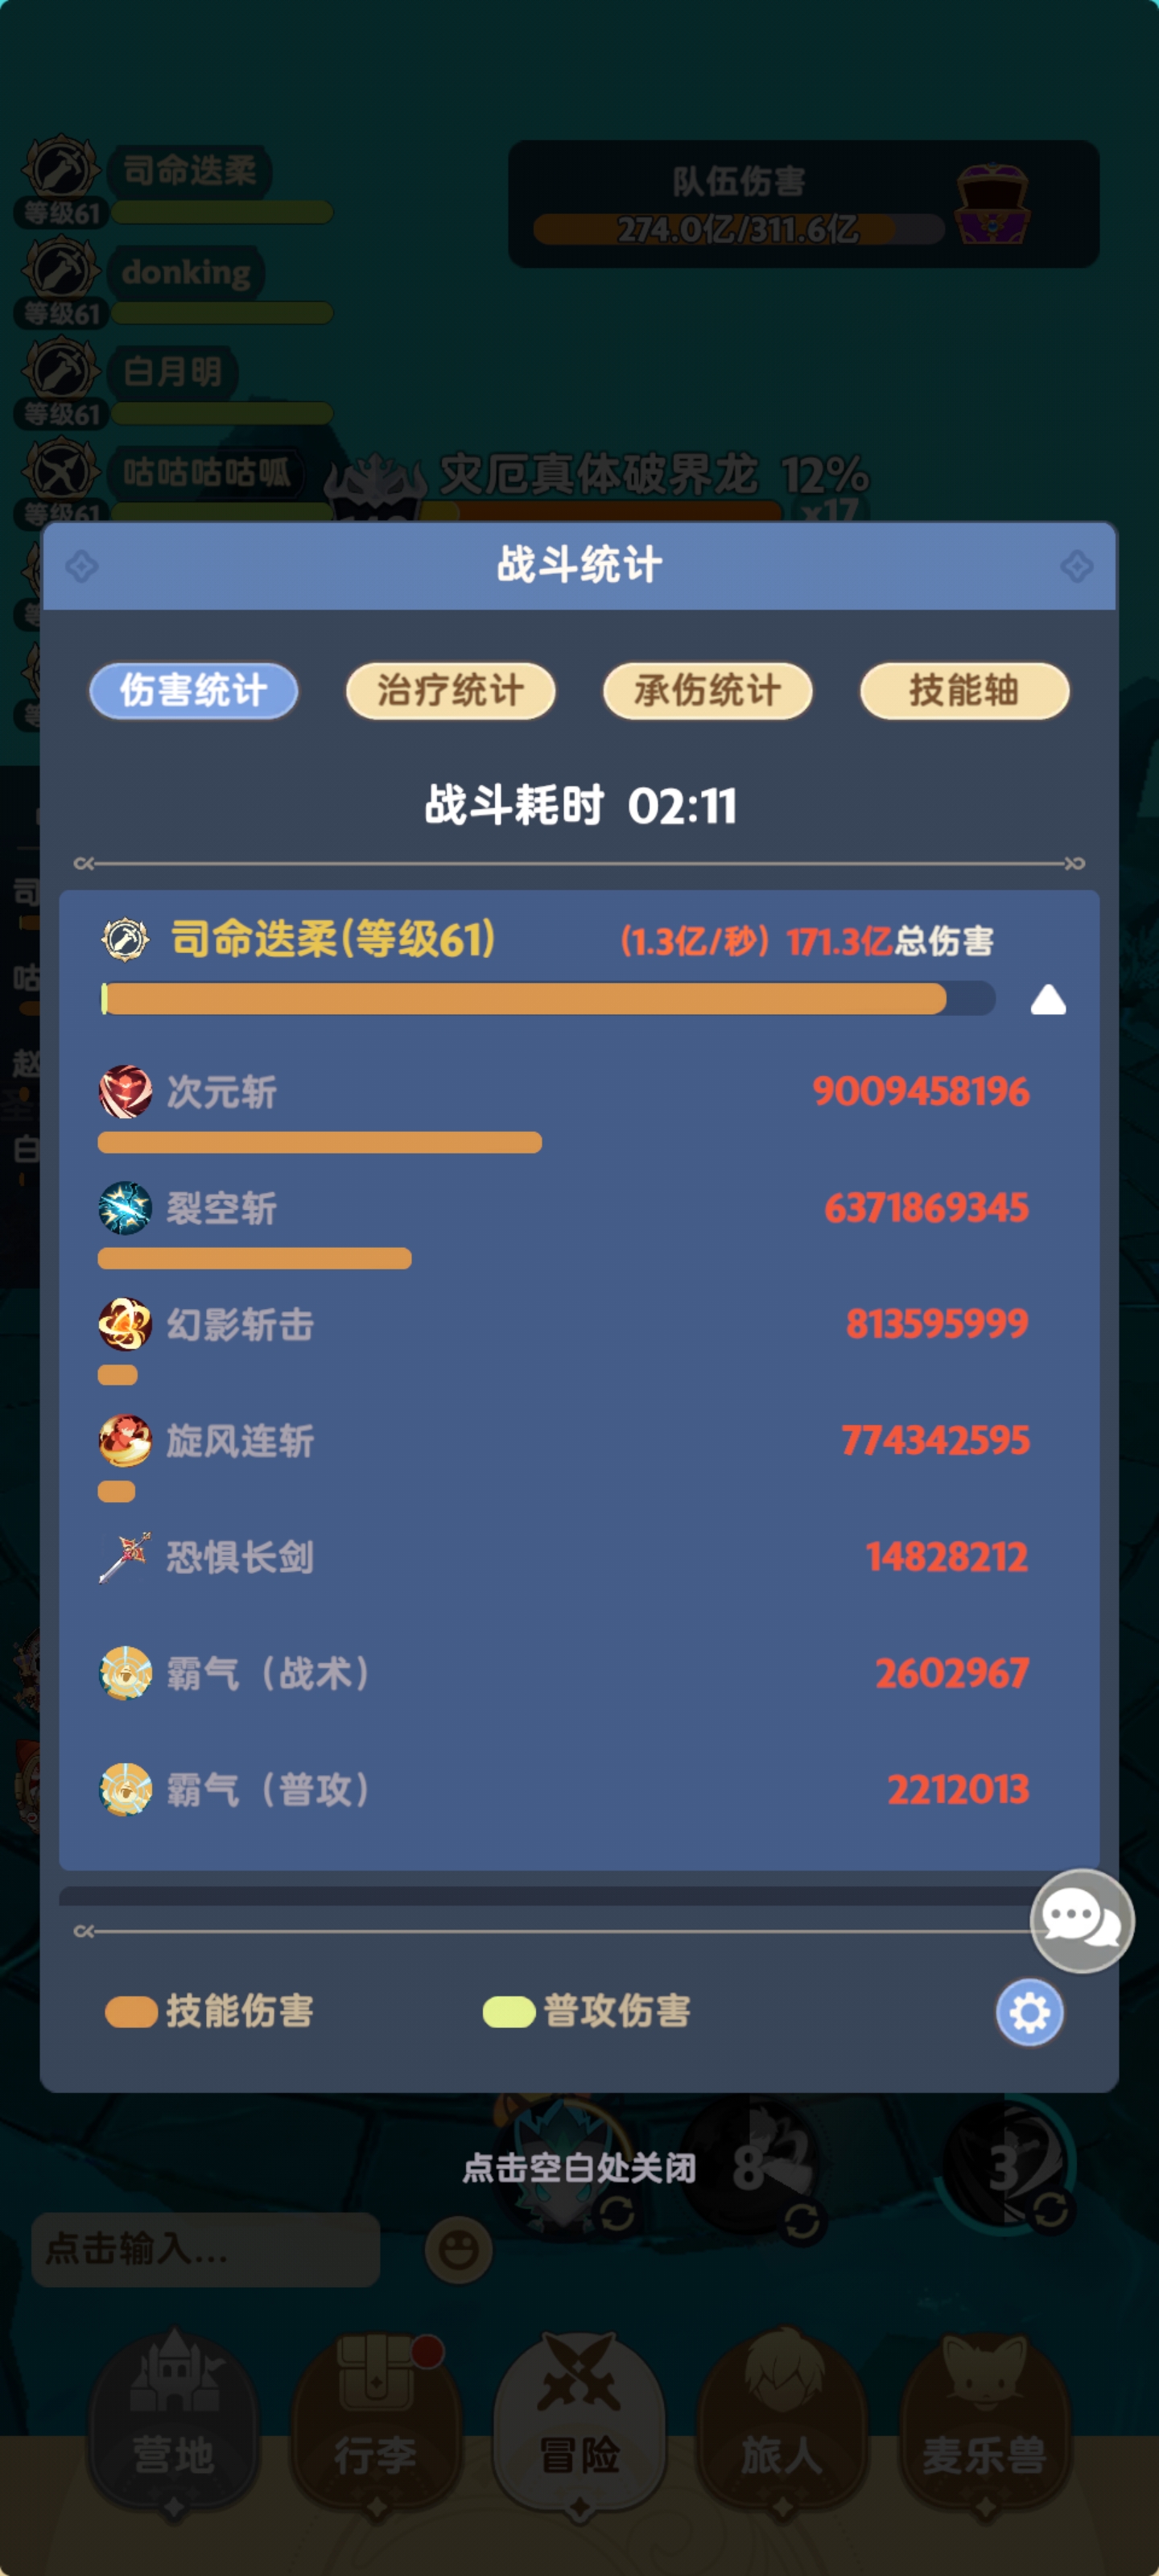 司命迭柔
等级61
队伍伤害
274.0亿/311.6亿
donking
等级61
白月明
等级61
咕咕咕咕呱
等级61
灾厄真体破界龙 12%
x17
战斗统计
伤害统计 治疗统计 承伤统计 技能轴
战斗耗时 02:11
司命迭柔(等级61) (1.3亿/秒) 171.3亿总伤害
次元斩 9009458196
裂空斩 6371869345
幻影斩击 813595999
旋风连斩 774342595
恐惧长剑 14828212
霸气（战术） 2602967
霸气（普攻） 2212013
技能伤害 普攻伤害
点击空白处关闭
8 3
点击输入...
营地 行李 冒险 旅人 麦乐兽